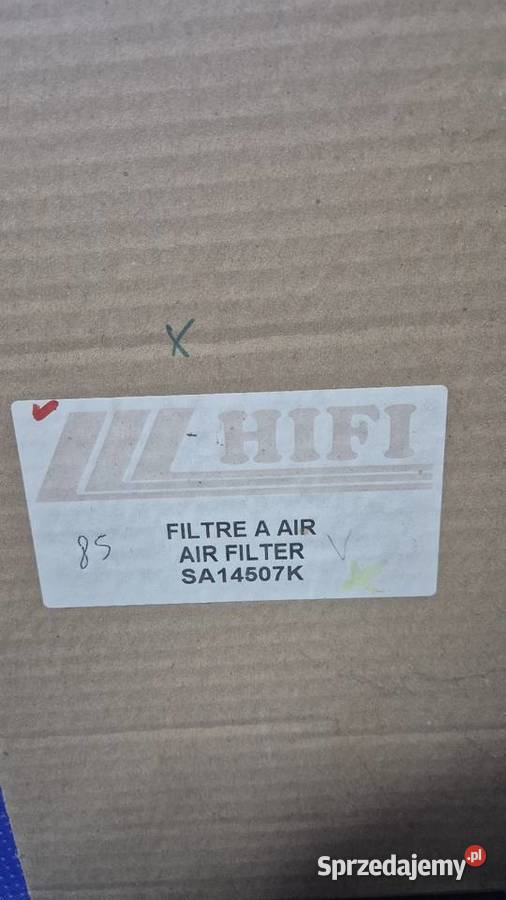 X
HIFI
FILTRE A AIR
85
AIR FILTER V
SA14507K
Sprzedajemy.pl